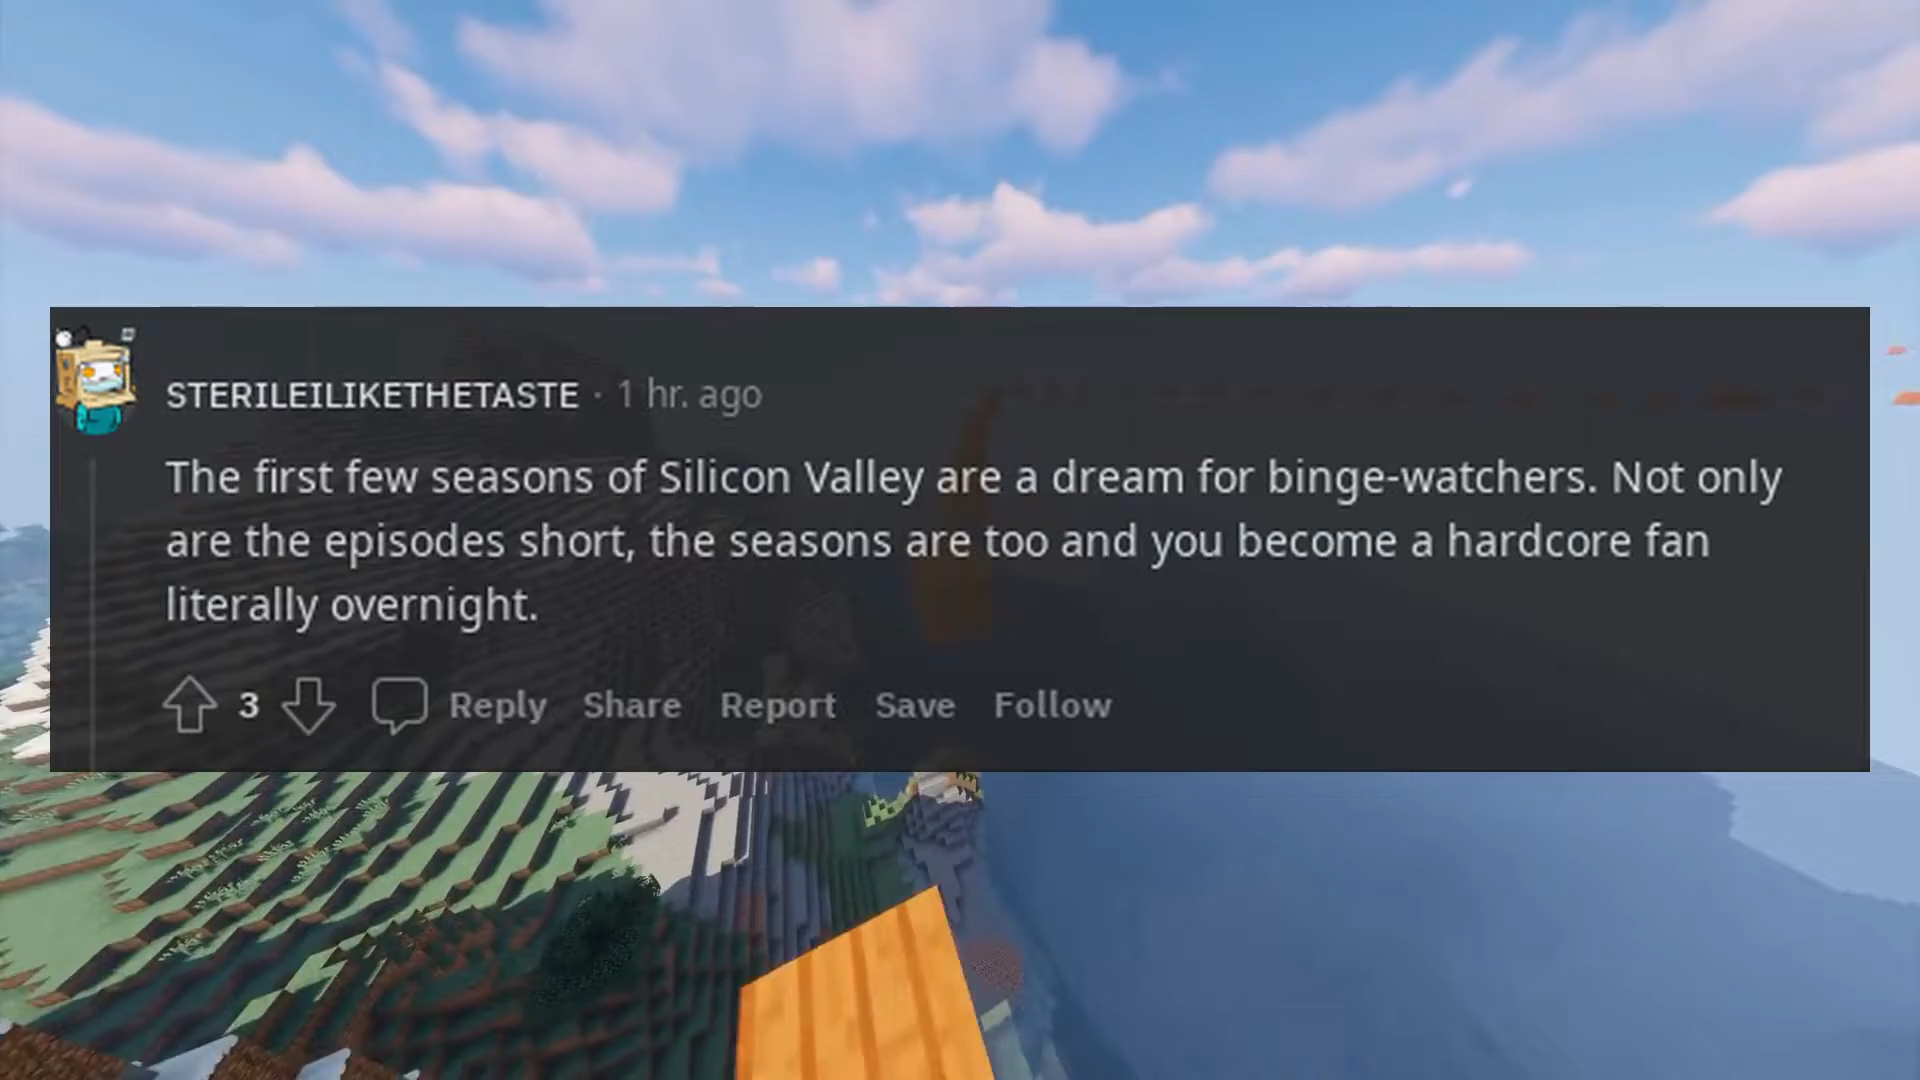 STERILEILIKETHETASTE · 1 hr. ago
The first few seasons of Silicon Valley are a dream for binge-watchers. Not only
are the episodes short, the seasons are too and you become a hardcore fan
literally overnight.
3 Reply Share Report Save Follow